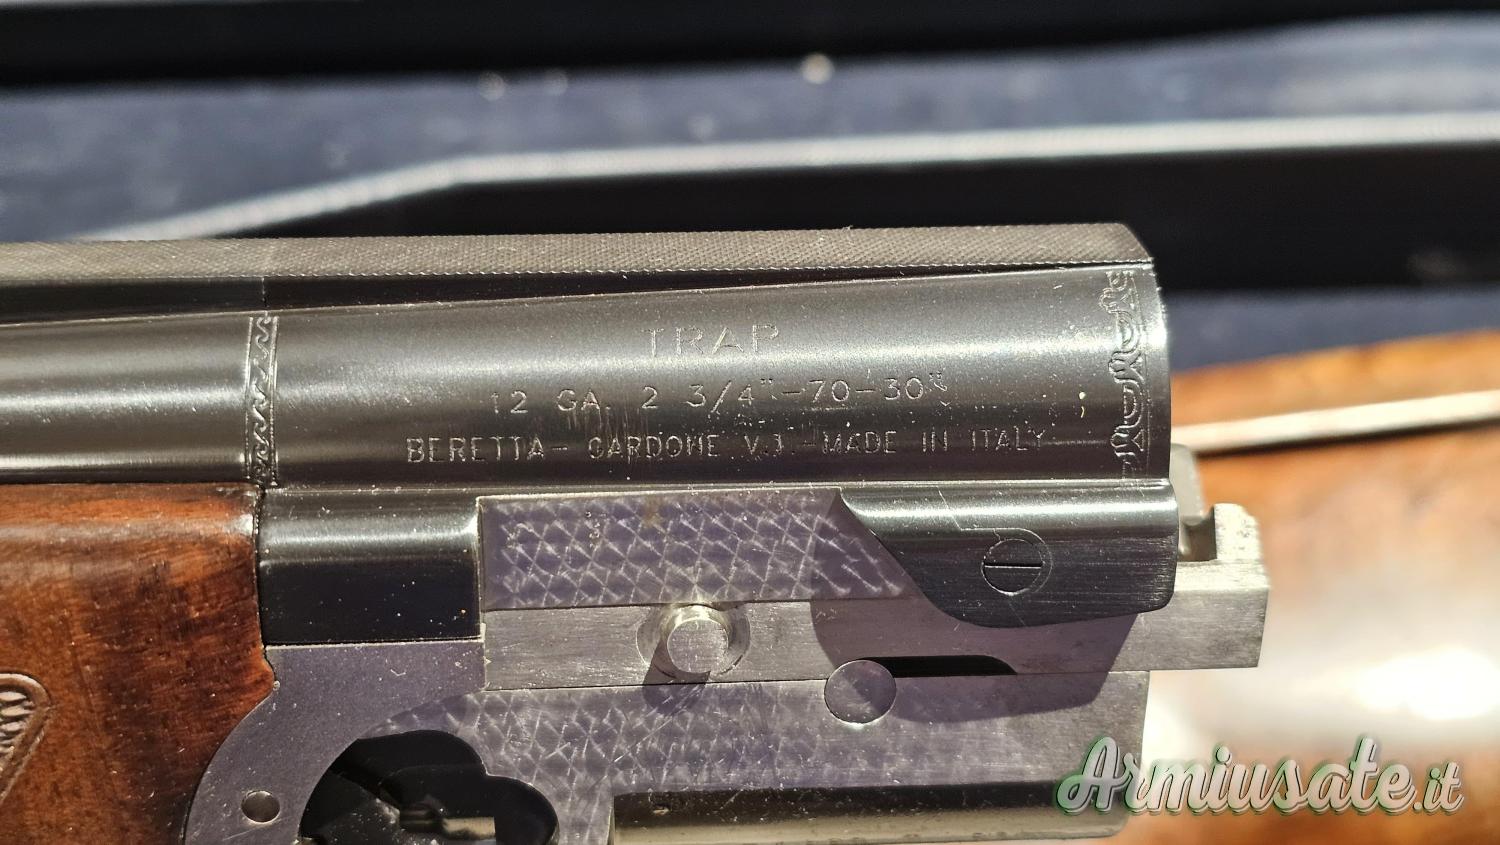 TRAP
12 GA. 2 3/4"-70-30"
BERETTA- GARDONE V.T. -MADE IN ITALY
Armiusate.it